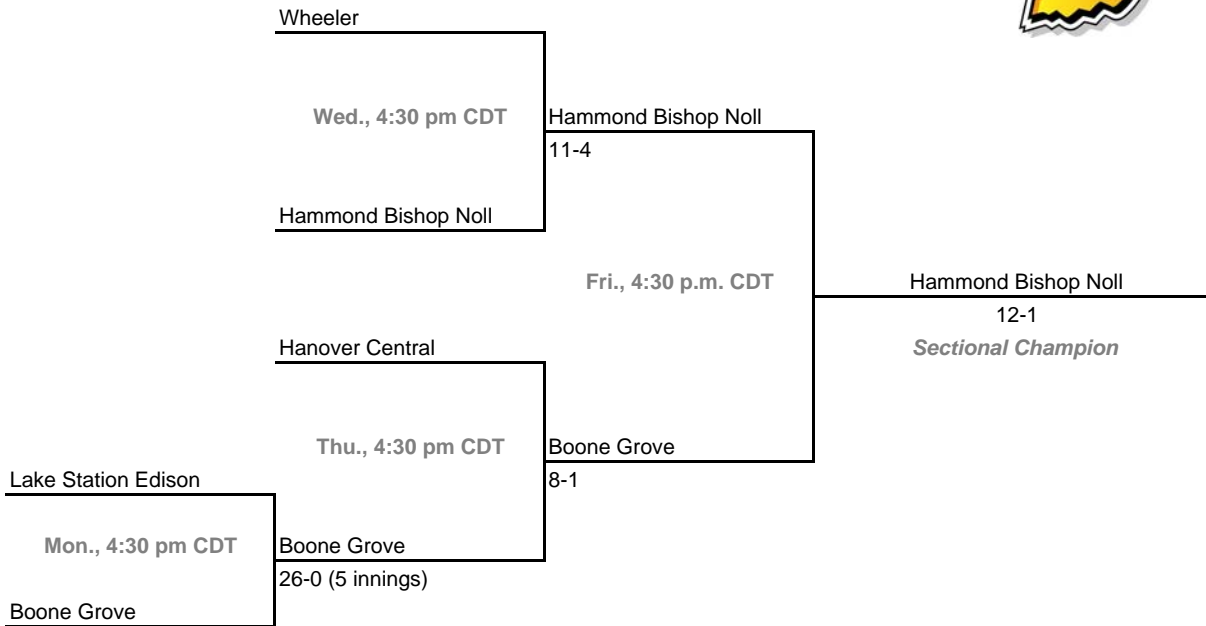 Wheeler
Wed., 4:30 pm CDT
Hammond Bishop Noll
11-4
Hammond Bishop Noll
Fri., 4:30 p.m. CDT
Hammond Bishop Noll
12-1
Sectional Champion
Hanover Central
Thu., 4:30 pm CDT
Boone Grove
8-1
Lake Station Edison
Mon., 4:30 pm CDT
Boone Grove
26-0 (5 innings)
Boone Grove